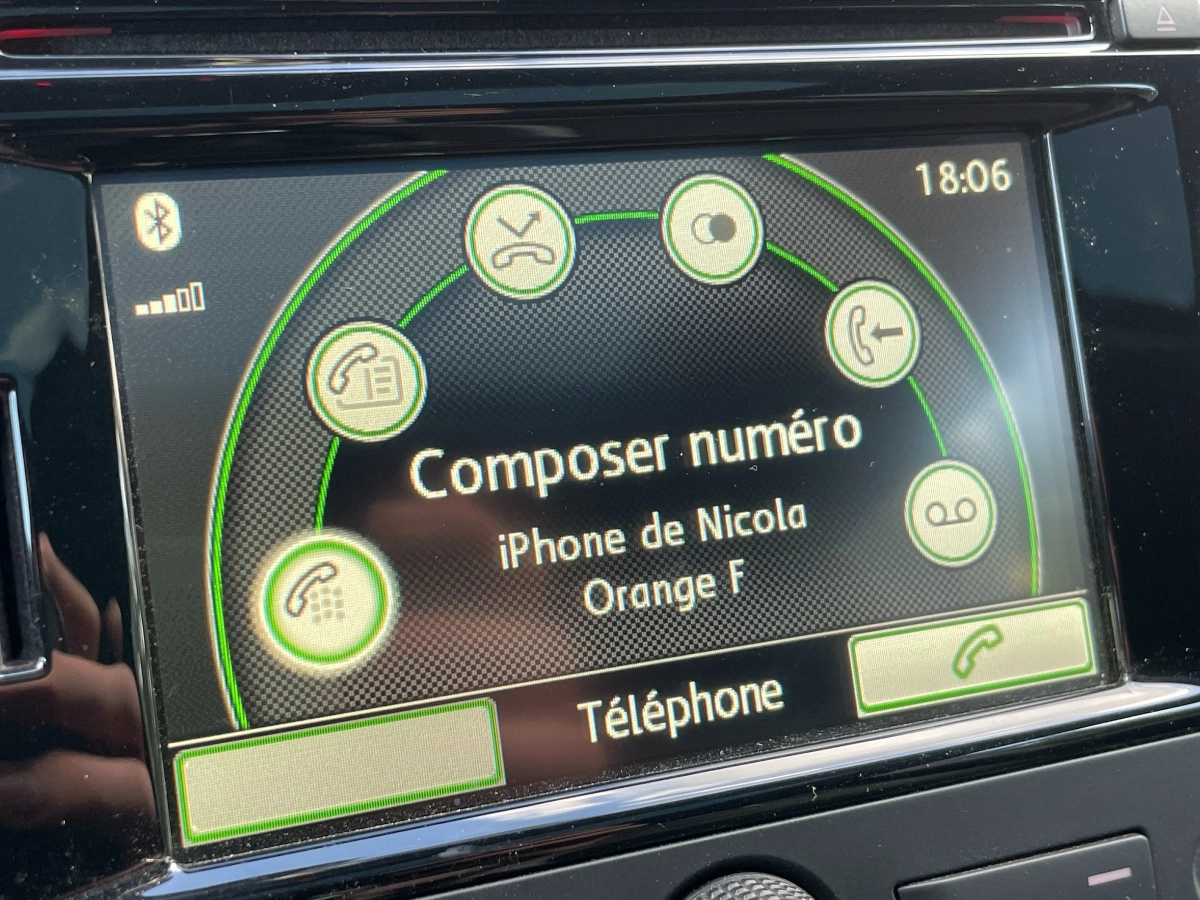 18:06
Composer numéro
iPhone de Nicola
Orange F
Téléphone